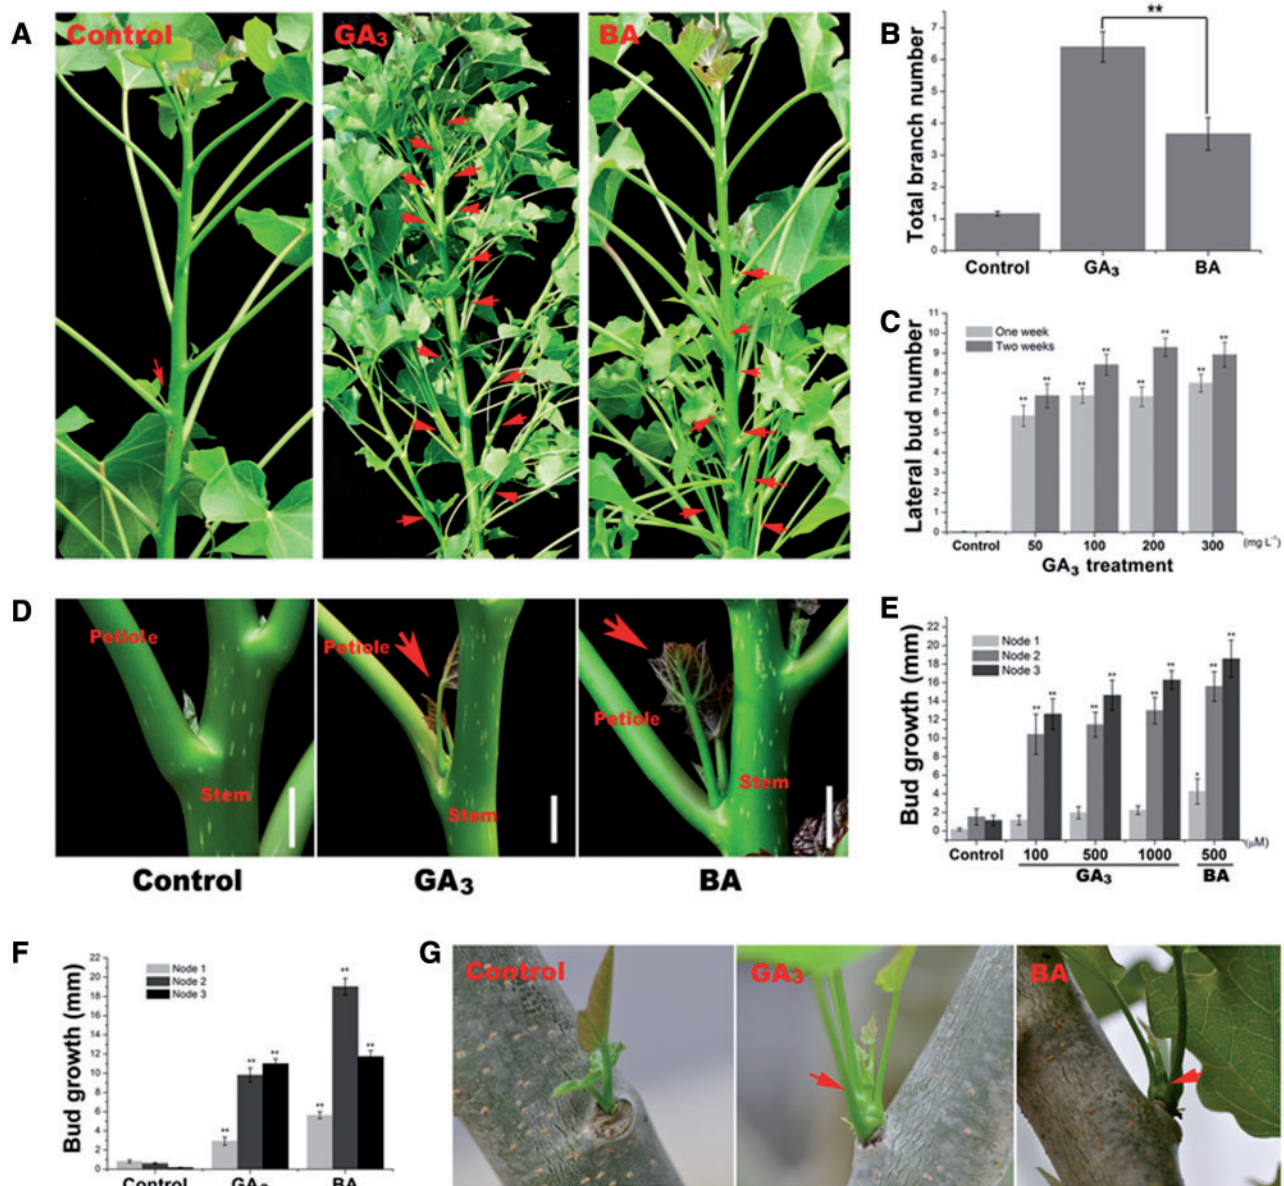 A
Control
GA3
BA
B
**
Total branch number
7
6
5
4
3
2
1
0
Control
GA3
BA
C
One week
Two weeks
Lateral bud number
11
10
9
8
7
6
5
4
3
2
1
0
** ** ** ** ** ** ** **
Control 50 100 200 300 (mg L-1)
GA3 treatment
D
Petiole
Stem
Petiole
Stem
Petiole
Stem
Control
GA3
BA
E
Node 1
Node 2
Node 3
Bud growth (mm)
22
20
18
16
14
12
10
8
6
4
2
0
** ** ** ** ** ** * ** **
Control 100 500 1000 500 (μM)
GA3 BA
F
Node 1
Node 2
Node 3
Bud growth (mm)
22
20
18
16
14
12
10
8
6
4
2
0
** ** ** ** ** **
Control GA3 BA
G
Control
GA3
BA